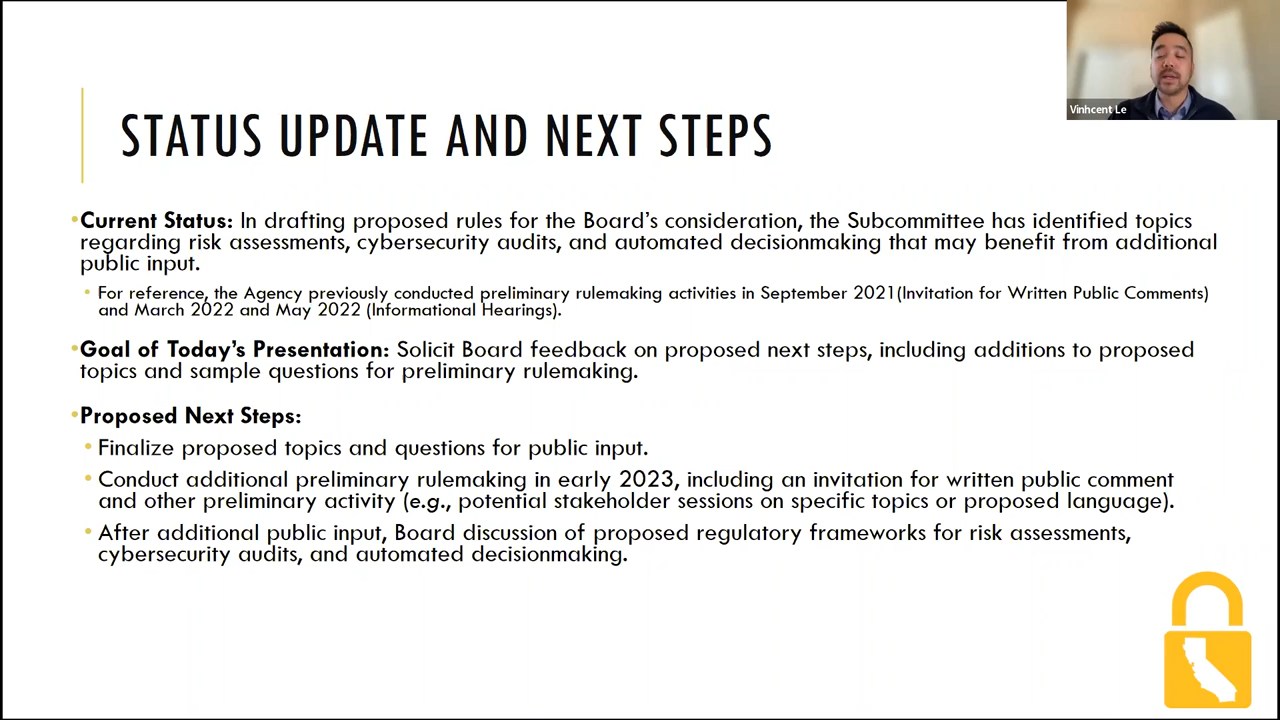 Vinhcent Le
STATUS UPDATE AND NEXT STEPS
•Current Status: In drafting proposed rules for the Board's consideration, the Subcommittee has identified topics
regarding risk assessments, cybersecurity audits, and automated decisionmaking that may benefit from additional
public input.
• For reference, the Agency previously conducted preliminary rulemaking activities in September 2021(Invitation for Written Public Comments)
and March 2022 and May 2022 (Informational Hearings).
•Goal of Today's Presentation: Solicit Board feedback on proposed next steps, including additions to proposed
topics and sample questions for preliminary rulemaking.
•Proposed Next Steps:
• Finalize proposed topics and questions for public input.
• Conduct additional preliminary rulemaking in early 2023, including an invitation for written public comment
and other preliminary activity (e.g., potential stakeholder sessions on specific topics or proposed language).
• After additional public input, Board discussion of proposed regulatory frameworks for risk assessments,
cybersecurity audits, and automated decisionmaking.